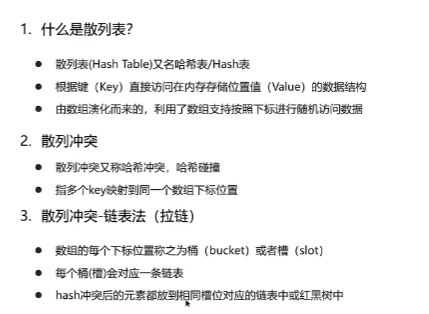 1. 什么是散列表?
● 散列表(Hash Table)又名哈希表/Hash表
● 根据键（Key）直接访问在内存存储位置值（Value）的数据结构
● 由数组演化而来的，利用了数组支持按照下标进行随机访问数据
2. 散列冲突
● 散列冲突又称哈希冲突，哈希碰撞
● 指多个key映射到同一个数组下标位置
3. 散列冲突-链表法（拉链）
● 数组的每个下标位置称之为桶（bucket）或者槽（slot）
● 每个桶(槽)会对应一条链表
● hash冲突后的元素都放到相同槽位对应的链表中或红黑树中